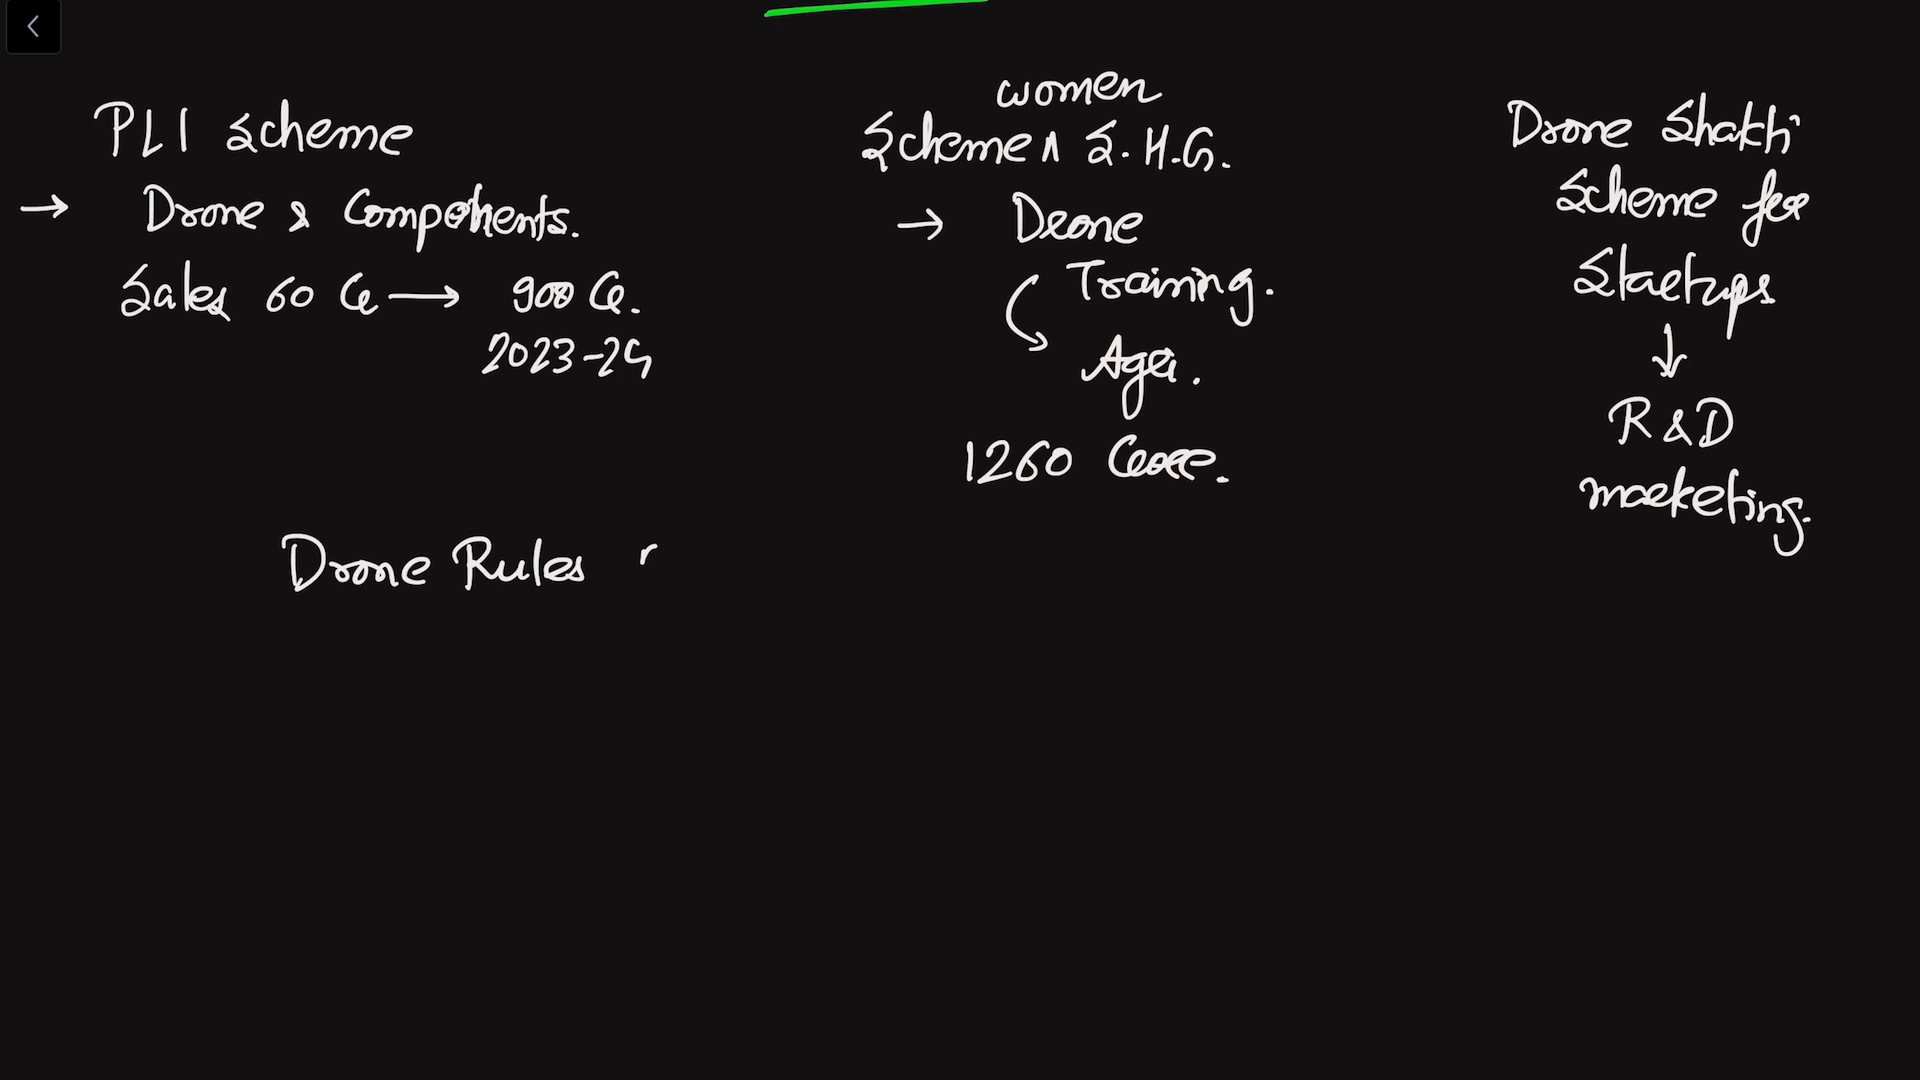 PLI Scheme
→ Drone & Components.
Sales 60 Cr → 900 Cr.
2023-24
women
Scheme ∧ S.H.G.
→ Drone
Training.
Agri.
1260 Crore.
Drone Shakti
Scheme for
Startups
↓
R&D
marketing.
Drone Rules